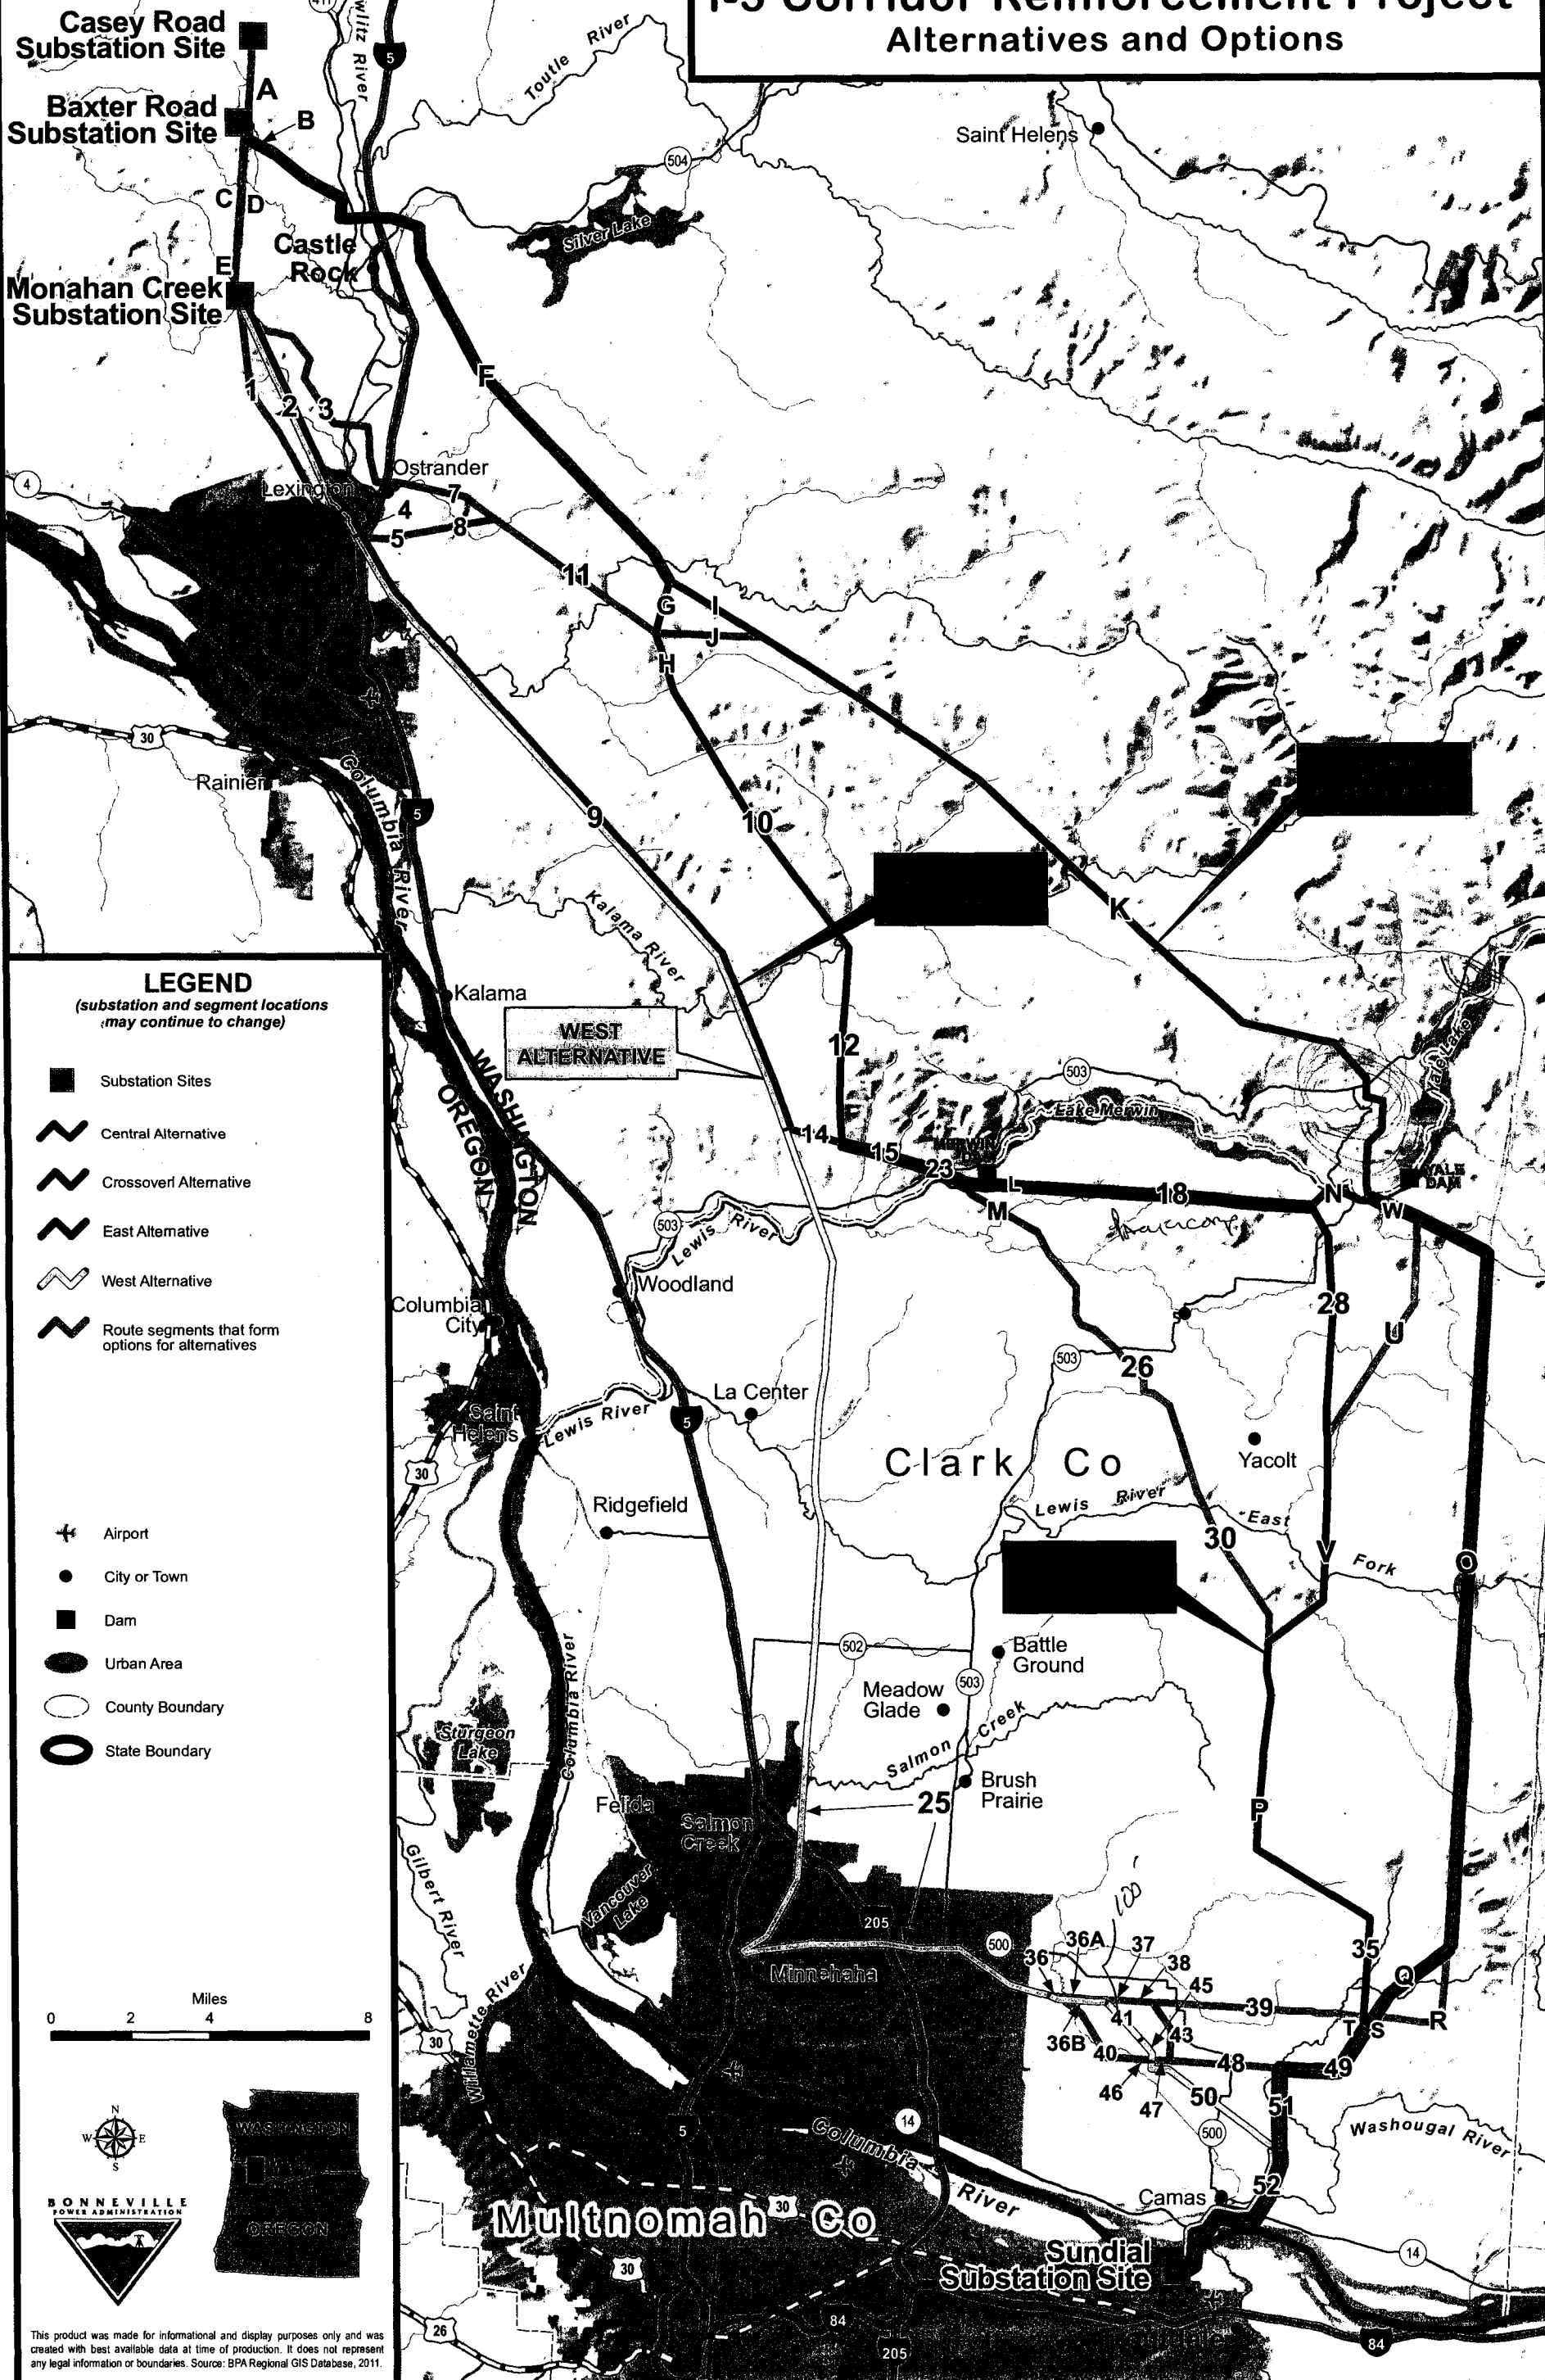 I-5 Corridor Reinforcement Project
Alternatives and Options
Casey Road
Substation Site
411
5
Toutle River
A
Baxter Road
Substation Site
B
Saint Helens
504
C D
Silver Lake
Castle
Rock
E
Monahan Creek
Substation Site
F
1
2
3
4
Ostrander
Lexington
7
4
8
5
11
G
I
J
H
30
Rainier
Columbia River
5
9
10
K
Kalama River
LEGEND
(substation and segment locations
may continue to change)
Substation Sites
Central Alternative
Crossover Alternative
East Alternative
West Alternative
Route segments that form
options for alternatives
Airport
City or Town
Dam
Urban Area
County Boundary
State Boundary
Miles
0 2 4 8
N
W E
S
WASHINGTON
OREGON
BONNEVILLE
POWER ADMINISTRATION
This product was made for informational and display purposes only and was
created with best available data at time of production. It does not represent
any legal information or boundaries. Source: BPA Regional GIS Database, 2011.
Kalama
WEST
ALTERNATIVE
WASHINGTON
OREGON
12
503
Yale Lake
Lake Merwin
14
15
MERWIN
DAM
23
L
M
18
N
YALE
DAM
W
503
Lewis River
Woodland
Columbia
City
28
U
503
26
La Center
Saint
Helens
Lewis River
5
Clark Co
Yacolt
30
Ridgefield
Lewis River
East
Fork
30
V
O
502
Battle
Ground
503
Meadow
Glade
Columbia River
Sturgeon
Lake
Salmon Creek
Brush
Prairie
25
P
Felida
Salmon
Creek
Gilbert River
Vancouver
Lake
100'
205
500
36
36A
37
38
45
35
Q
Minnehaha
39
41
T
S
R
Willamette River
30
36B
43
40
48
49
46
50
47
51
5
14
500
Columbia
River
Washougal River
52
Camas
Multnomah Co
30
Sundial
Substation Site
14
30
26
84
205
84